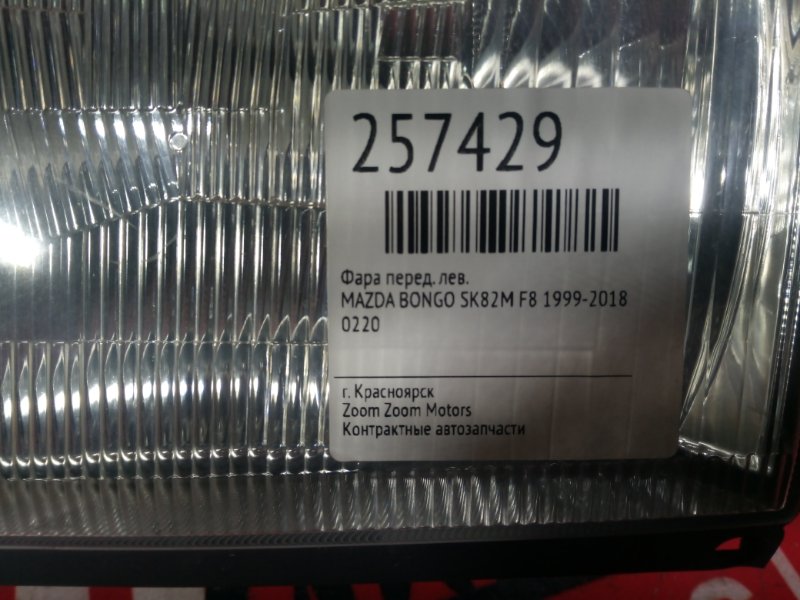 257429
Фара перед. лев.
MAZDA BONGO SK82M F8 1999-2018
0220
г. Красноярск
Zoom Zoom Motors
Контрактные автозапчасти